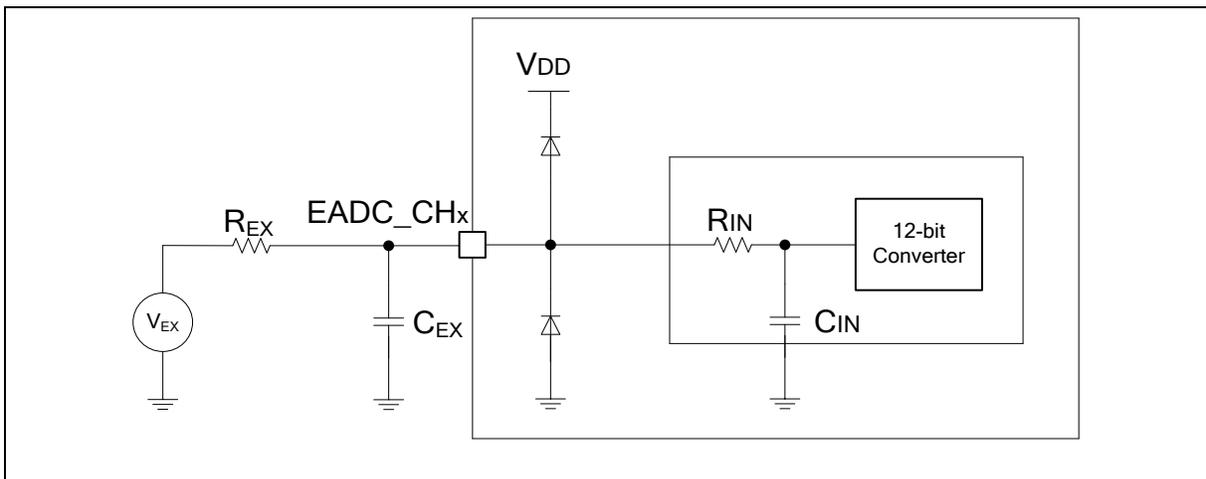 VDD
EADC_CHx
REX
RIN
12-bit
Converter
VEX
CEX
CIN